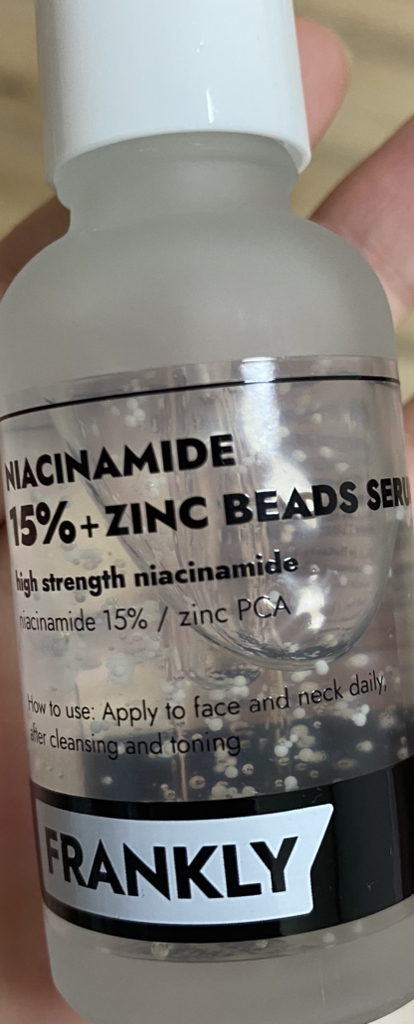 NIACINAMIDE
15%+ZINC BEADS SERU
high strength niacinamide
niacinamide 15% / zinc PCA
How to use: Apply to face and neck daily,
after cleansing and toning
FRANKLY